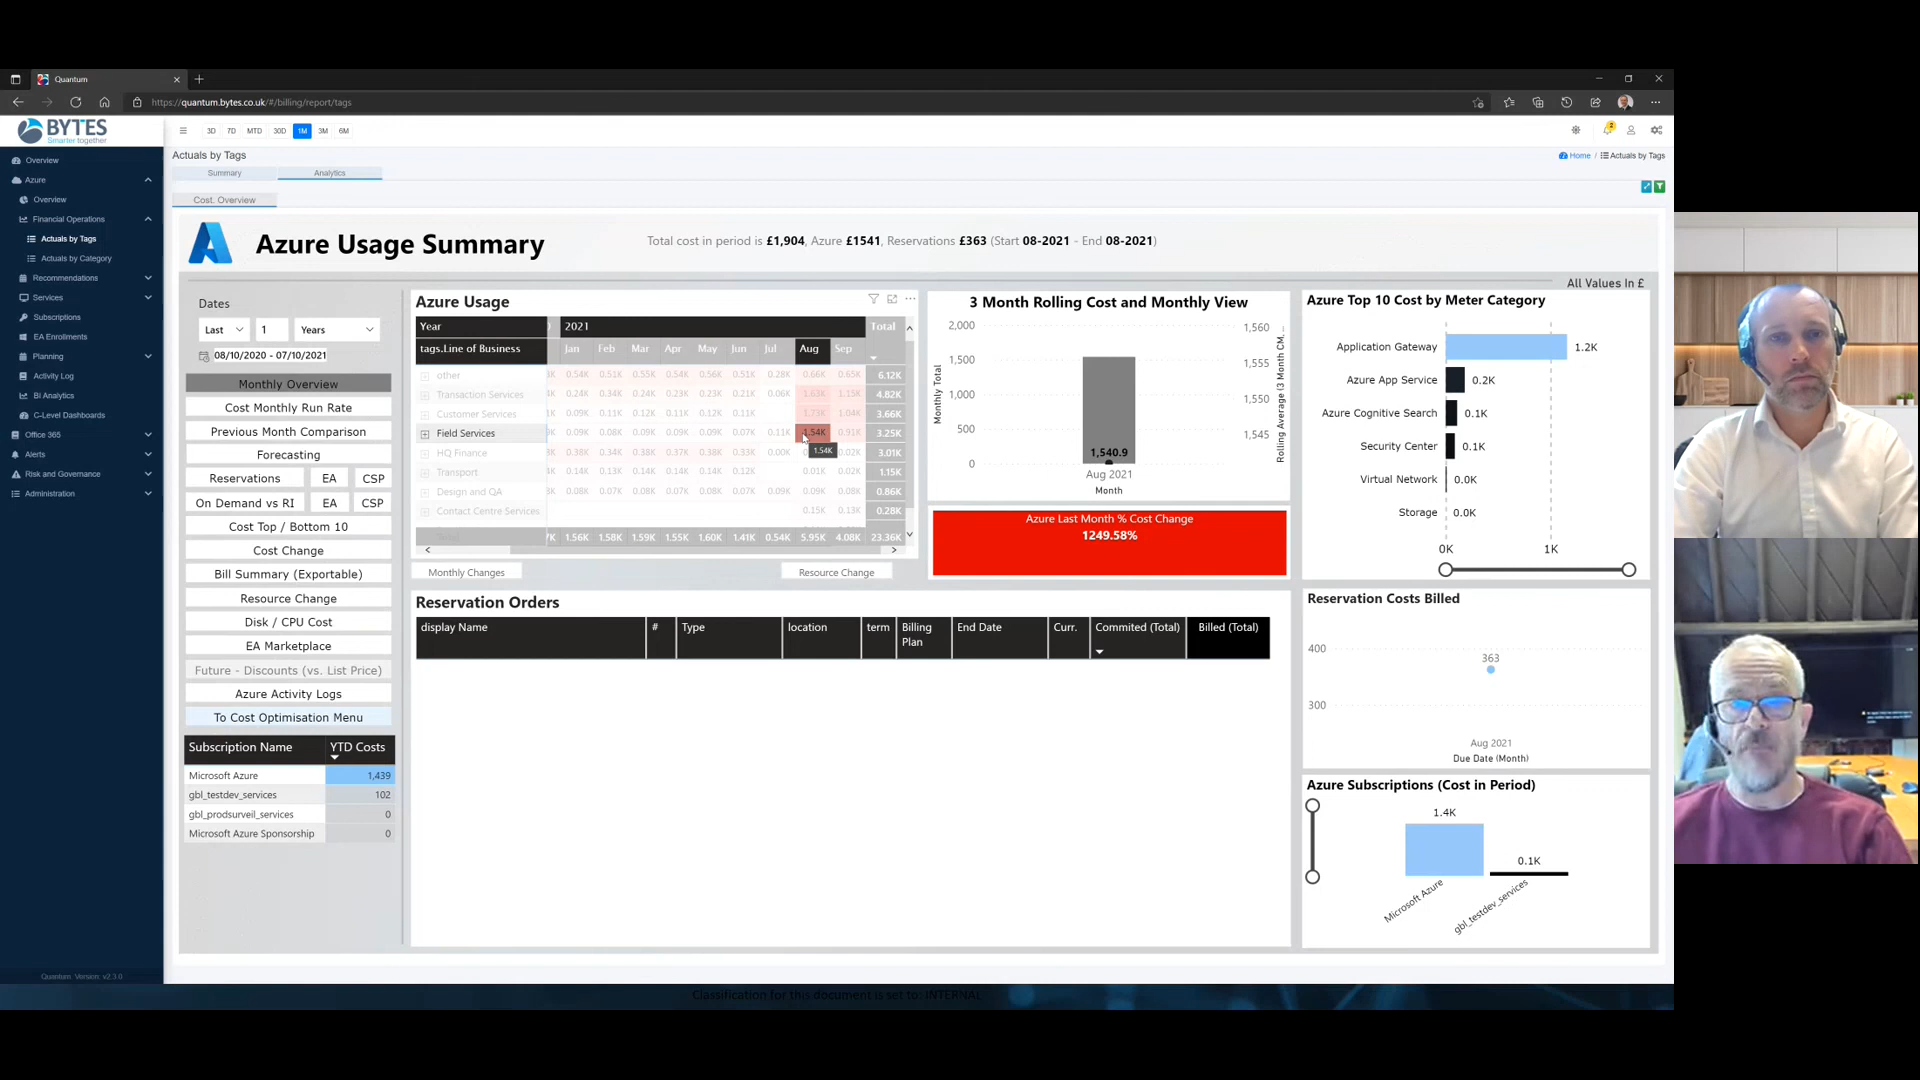 Quantum
https://quantum.bytes.co.uk/#/billing/report/tags
BYTES
Smarter together
3D 7D MTD 30D 1M 3M 6M
2
Actuals by Tags
Home / Actuals by Tags
Summary
Analytics
Cost. Overview
Overview
Azure
Overview
Financial Operations
Actuals by Tags
Actuals by Category
Recommendations
Services
Subscriptions
EA Enrollments
Planning
Activity Log
BI Analytics
C-Level Dashboards
Office 365
Alerts
Risk and Governance
Administration
Quantum Version: v2.3.0
Azure Usage Summary
Total cost in period is £1,904, Azure £1541, Reservations £363 (Start 08-2021 - End 08-2021)
All Values In £
Dates
Last 1 Years
08/10/2020 - 07/10/2021
Monthly Overview
Cost Monthly Run Rate
Previous Month Comparison
Forecasting
Reservations EA CSP
On Demand vs RI EA CSP
Cost Top / Bottom 10
Cost Change
Bill Summary (Exportable)
Resource Change
Disk / CPU Cost
EA Marketplace
Future - Discounts (vs. List Price)
Azure Activity Logs
To Cost Optimisation Menu
Subscription Name YTD Costs
Microsoft Azure 1,439
gbl_testdev_services 102
gbl_prodsurveil_services 0
Microsoft Azure Sponsorship 0
Azure Usage
Year 2021 Total
tags.Line of Business Jan Feb Mar Apr May Jun Jul Aug Sep
other 0.54K 0.51K 0.55K 0.54K 0.56K 0.51K 0.28K 0.66K 0.65K 6.12K
Transaction Services 0.24K 0.34K 0.24K 0.23K 0.23K 0.21K 0.06K 1.63K 1.15K 4.82K
Customer Services 0.09K 0.11K 0.12K 0.11K 0.12K 0.12K 1.73K 1.04K 3.66K
Field Services 0.09K 0.08K 0.09K 0.09K 0.09K 0.07K 0.11K 1.54K 0.91K 3.25K
1.54K
HQ Finance 0.38K 0.34K 0.38K 0.37K 0.38K 0.33K 0.00K 0.02K 3.01K
Transport 0.14K 0.13K 0.14K 0.14K 0.14K 0.12K 0.01K 0.02K 1.15K
Design and QA 0.08K 0.07K 0.08K 0.07K 0.08K 0.07K 0.09K 0.09K 0.08K 0.86K
Contact Centre Services 0.15K 0.13K 0.28K
Total 1.56K 1.58K 1.59K 1.55K 1.60K 1.41K 0.54K 5.95K 4.08K 23.36K
Monthly Changes
Resource Change
3 Month Rolling Cost and Monthly View
Monthly Total
2,000
1,500
1,000
500
0
1,540.9
Aug 2021
Month
1,560
1,555
1,550
1,545
Rolling Average (3 Month CM, ...
Azure Last Month % Cost Change
1249.58%
Azure Top 10 Cost by Meter Category
Application Gateway 1.2K
Azure App Service 0.2K
Azure Cognitive Search 0.1K
Security Center 0.1K
Virtual Network 0.0K
Storage 0.0K
0K 1K
Reservation Orders
display Name # Type location term Billing Plan End Date Curr. Commited (Total) Billed (Total)
Reservation Costs Billed
400
363
300
Aug 2021
Due Date (Month)
Azure Subscriptions (Cost in Period)
1.4K
0.1K
Microsoft Azure
gbl_testdev_services
Classification for this document is set to: INTERNAL